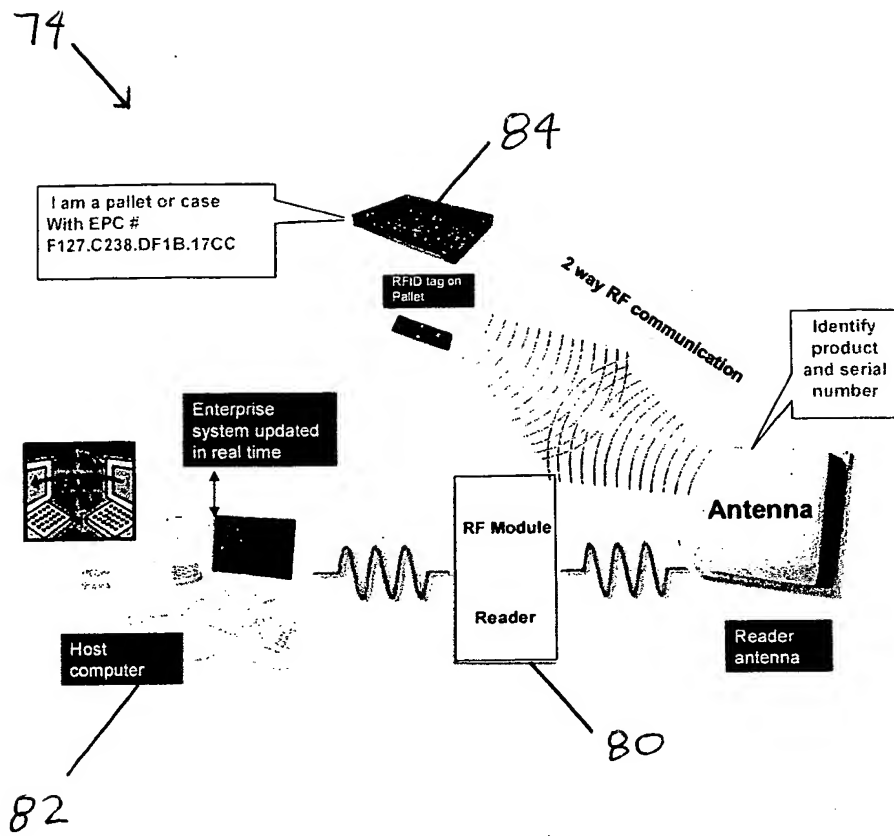 74
84
I am a pallet or case
With EPC #
F127.C238.DF1B.17CC
RFID tag on
Pallet
2 way RF communication
Identify
product
and serial
number
Enterprise
system updated
in real time
RF Module
Reader
Antenna
Host
computer
Reader
antenna
80
82